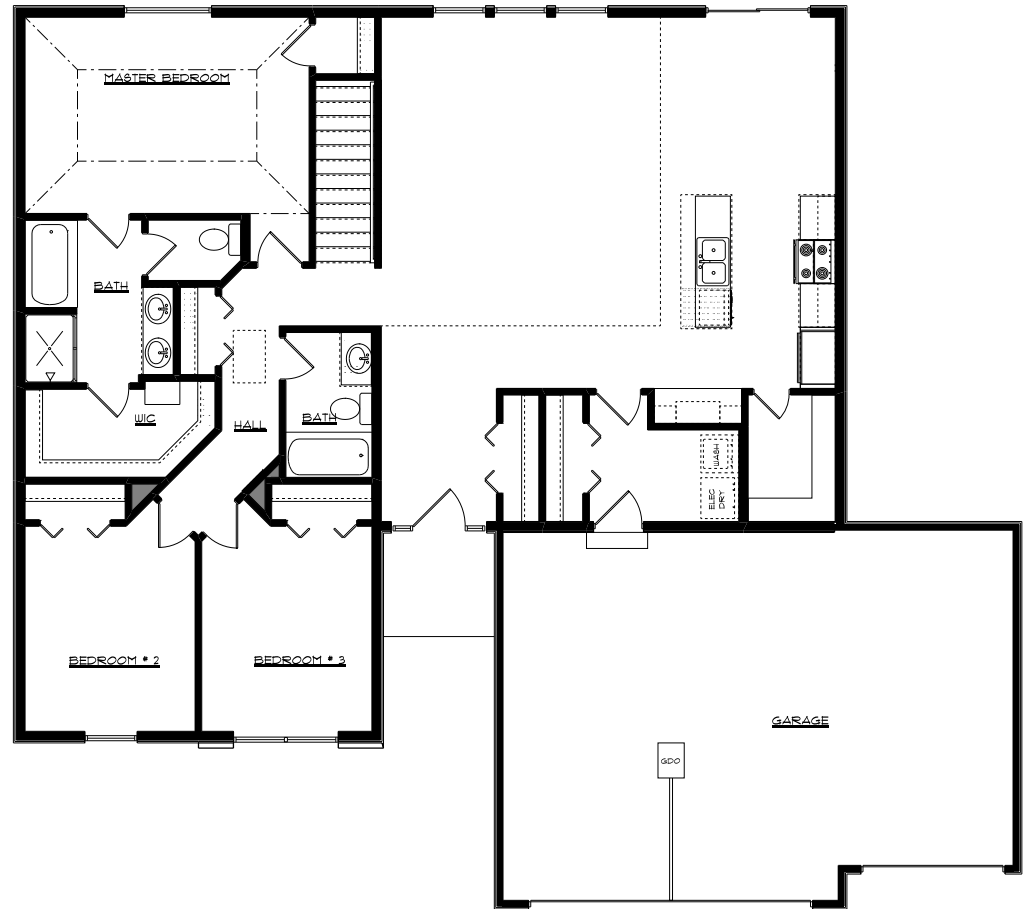 MASTER BEDROOM
BATH
WIC
HALL
BATH
WASH
ELEC
DRY
BEDROOM # 2
BEDROOM # 3
GARAGE
GDO